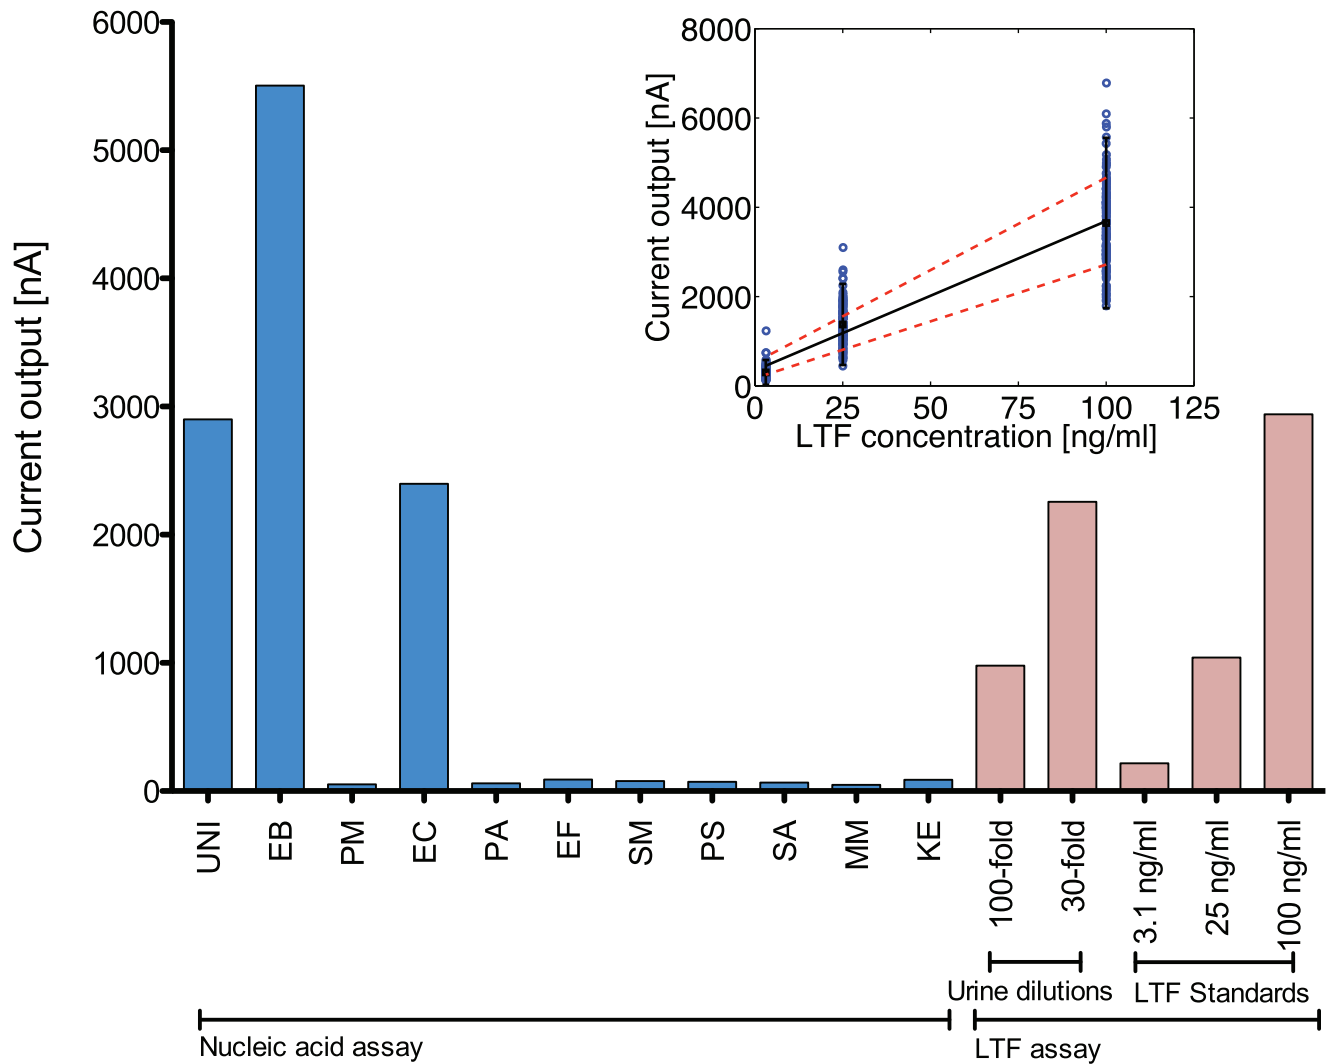 Current output [nA]
6000
5000
4000
3000
2000
1000
0
UNI
EB
PM
EC
PA
EF
SM
PS
SA
MM
KE
100-fold
30-fold
3.1 ng/ml
25 ng/ml
100 ng/ml
Urine dilutions
LTF Standards
Nucleic acid assay
LTF assay
Current output [nA]
8000
6000
4000
2000
0
0 25 50 75 100 125
LTF concentration [ng/ml]